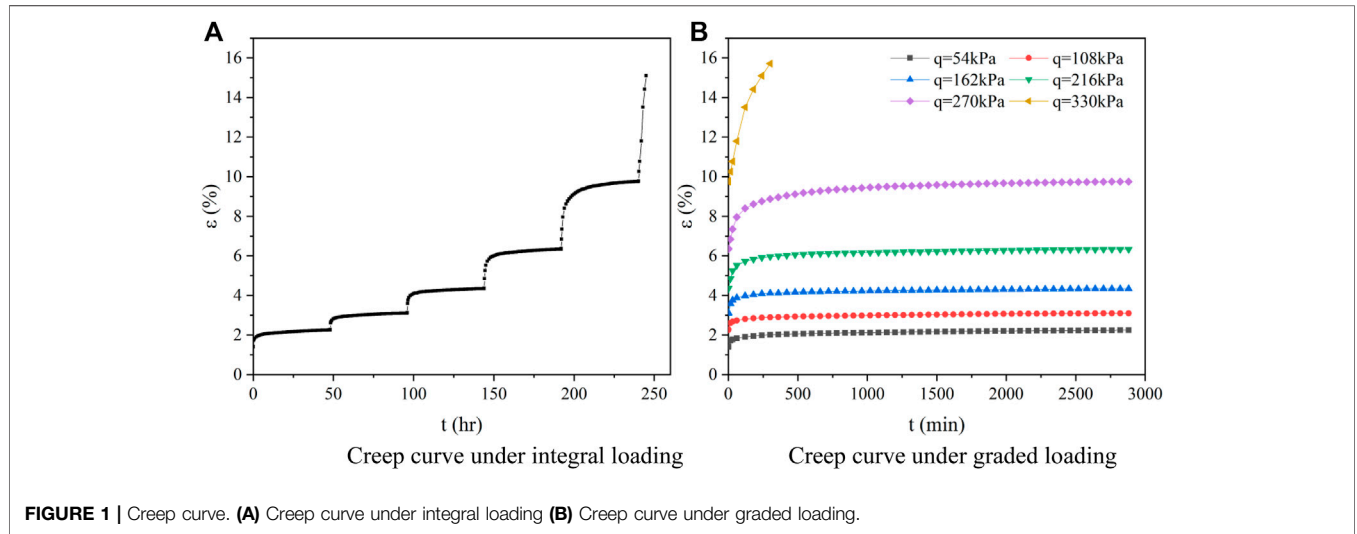 A
16
14
12
10
8
6
4
2
0
ε (%)
0
50
100
150
200
250
t (hr)
Creep curve under integral loading
B
16
14
12
10
8
6
4
2
0
ε (%)
q=54kPa
q=108kPa
q=162kPa
q=216kPa
q=270kPa
q=330kPa
0
500
1000
1500
2000
2500
3000
t (min)
Creep curve under graded loading
FIGURE 1 | Creep curve. (A) Creep curve under integral loading (B) Creep curve under graded loading.